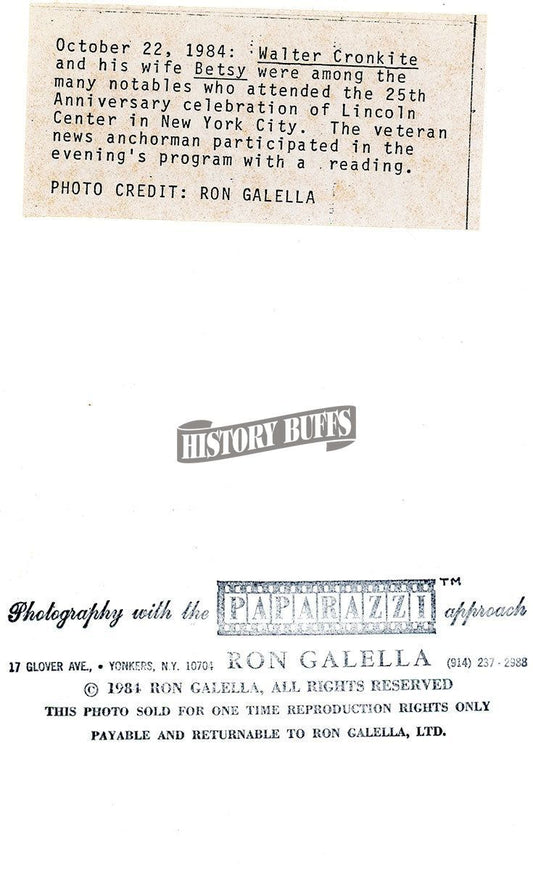 October 22, 1984: Walter Cronkite
and his wife Betsy were among the
many notables who attended the 25th
Anniversary celebration of Lincoln
Center in New York City. The veteran
news anchorman participated in the
evening's program with a reading.
PHOTO CREDIT: RON GALELLA
HISTORY BUFFS
Photography with the PAPARAZZI™ approach
17 GLOVER AVE., • YONKERS, N.Y. 10704 RON GALELLA (914) 237-2988
© 1984 RON GALELLA, ALL RIGHTS RESERVED
THIS PHOTO SOLD FOR ONE TIME REPRODUCTION RIGHTS ONLY
PAYABLE AND RETURNABLE TO RON GALELLA, LTD.